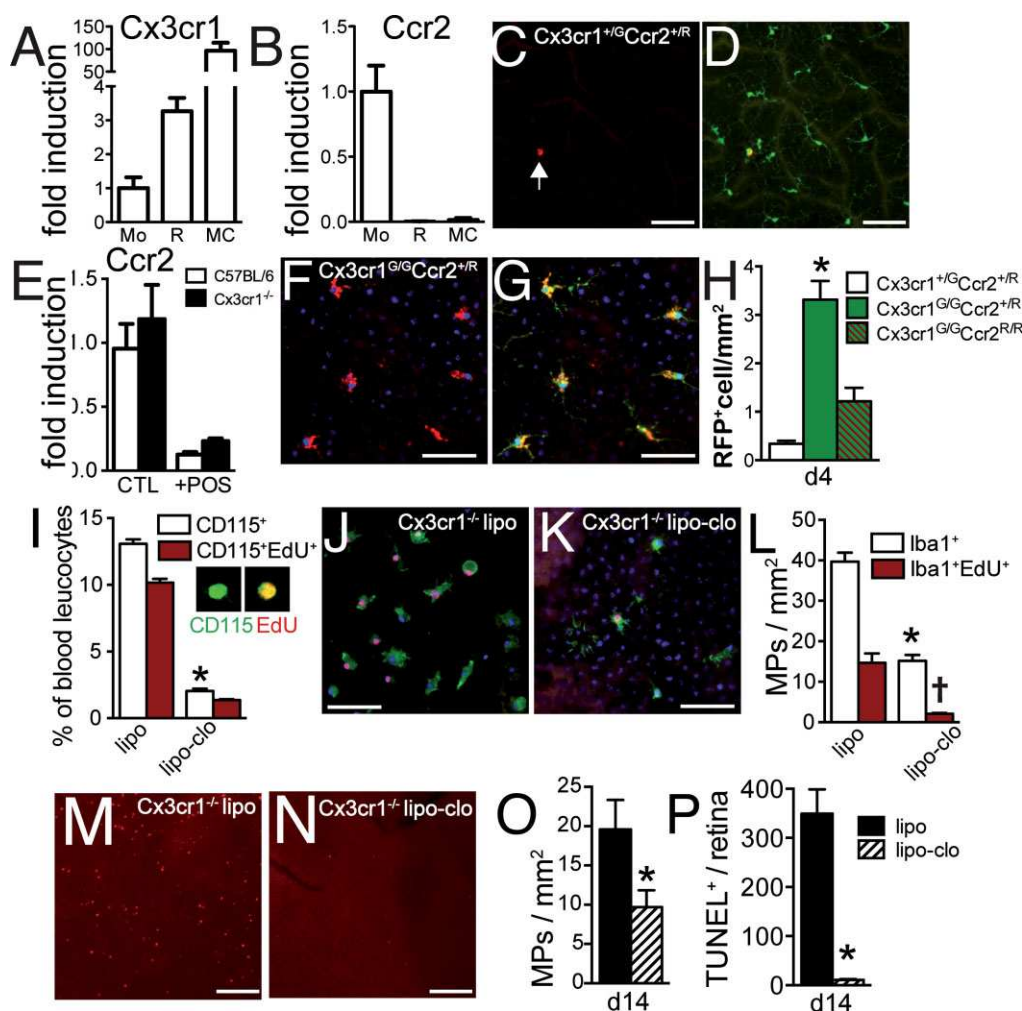 A
Cx3cr1
fold induction
100
50
4
3
2
1
0
Mo R MC
B
Ccr2
fold induction
1.0
0.5
0.0
Mo R MC
C
Cx3cr1+/GCcr2+/R
D
E
Ccr2
fold induction
1.5
1.0
0.5
0.0
C57BL/6
Cx3cr1-/-
CTL +POS
F
Cx3cr1G/GCcr2+/R
G
H
RFP+cell/mm2
4
3
2
1
0
*
d4
Cx3cr1+/GCcr2+/R
Cx3cr1G/GCcr2+/R
Cx3cr1G/GCcr2R/R
I
% of blood leucocytes
15
10
5
0
CD115+
CD115+EdU+
CD115 EdU
*
lipo lipo-clo
J
Cx3cr1-/- lipo
K
Cx3cr1-/- lipo-clo
L
MPs / mm2
50
40
30
20
10
0
Iba1+
Iba1+EdU+
*
†
lipo lipo-clo
M
Cx3cr1-/- lipo
N
Cx3cr1-/- lipo-clo
O
MPs / mm2
25
20
15
10
5
0
*
d14
P
TUNEL+ / retina
400
300
200
100
0
*
d14
lipo
lipo-clo